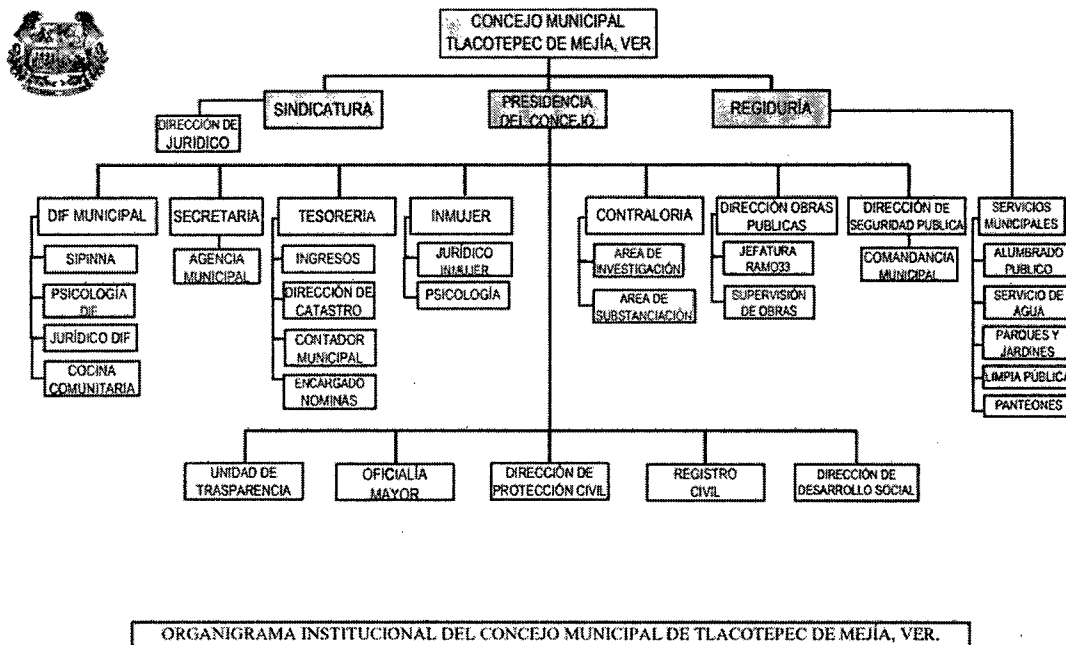 CONCEJO MUNICIPAL
TLACOTEPEC DE MEJÍA, VER
SINDICATURA
PRESIDENCIA
DEL CONCEJO
REGIDURÍA
DIRECCIÓN DE
JURIDICO
DIF MUNICIPAL
SIPINNA
PSICOLOGÍA
DIF
JURÍDICO DIF
COCINA
COMUNITARIA
SECRETARIA
AGENCIA
MUNICIPAL
TESORERIA
INGRESOS
DIRECCIÓN DE
CATASTRO
CONTADOR
MUNICIPAL
ENCARGADO
NOMINAS
INMUJER
JURÍDICO
INMUJER
PSICOLOGÍA
CONTRALORIA
AREA DE
INVESTIGACIÓN
AREA DE
SUBSTANCIACIÓN
DIRECCIÓN OBRAS
PUBLICAS
JEFATURA
RAMO33
SUPERVISIÓN
DE OBRAS
DIRECCIÓN DE
SEGURIDAD PUBLICA
COMANDANCIA
MUNICIPAL
SERVICIOS
MUNICIPALES
ALUMBRADO
PUBLICO
SERVICIO DE
AGUA
PARQUES Y
JARDINES
LIMPIA PÚBLICA
PANTEONES
UNIDAD DE
TRASPARENCIA
OFICIALÍA
MAYOR
DIRECCIÓN DE
PROTECCIÓN CIVIL
REGISTRO
CIVIL
DIRECCIÓN DE
DESARROLLO SOCIAL
ORGANIGRAMA INSTITUCIONAL DEL CONCEJO MUNICIPAL DE TLACOTEPEC DE MEJÍA, VER.